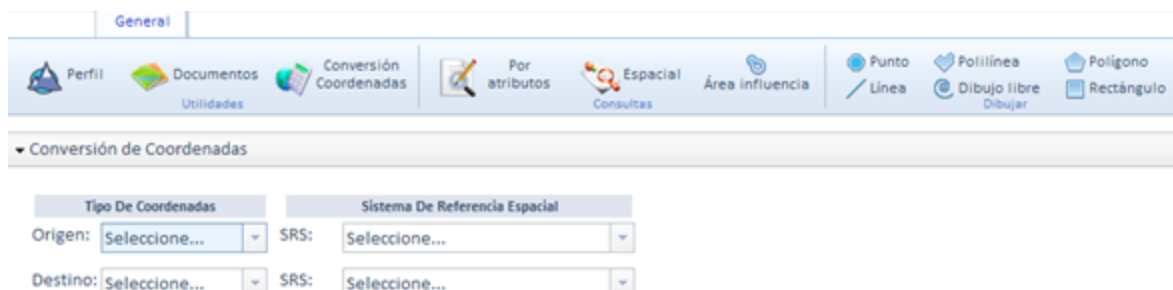 General
Perfil
Documentos
Conversión
Coordenadas
Utilidades
Por
atributos
Espacial
Área influencia
Consultas
Punto
Polilínea
Polígono
Línea
Dibujo libre
Rectángulo
Dibujar
Conversión de Coordenadas
Tipo De Coordenadas
Sistema De Referencia Espacial
Origen: Seleccione... SRS: Seleccione...
Destino: Seleccione... SRS: Seleccione...